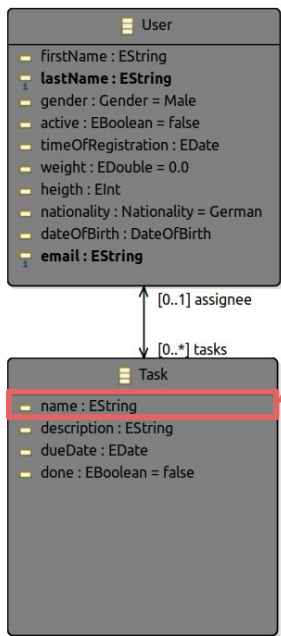 User
firstName : EString
lastName : EString
gender : Gender = Male
active : EBoolean = false
timeOfRegistration : EDate
weight : EDouble = 0.0
heigth : EInt
nationality : Nationality = German
dateOfBirth : DateOfBirth
email : EString
[0..1] assignee
[0..*] tasks
Task
name : EString
description : EString
dueDate : EDate
done : EBoolean = false